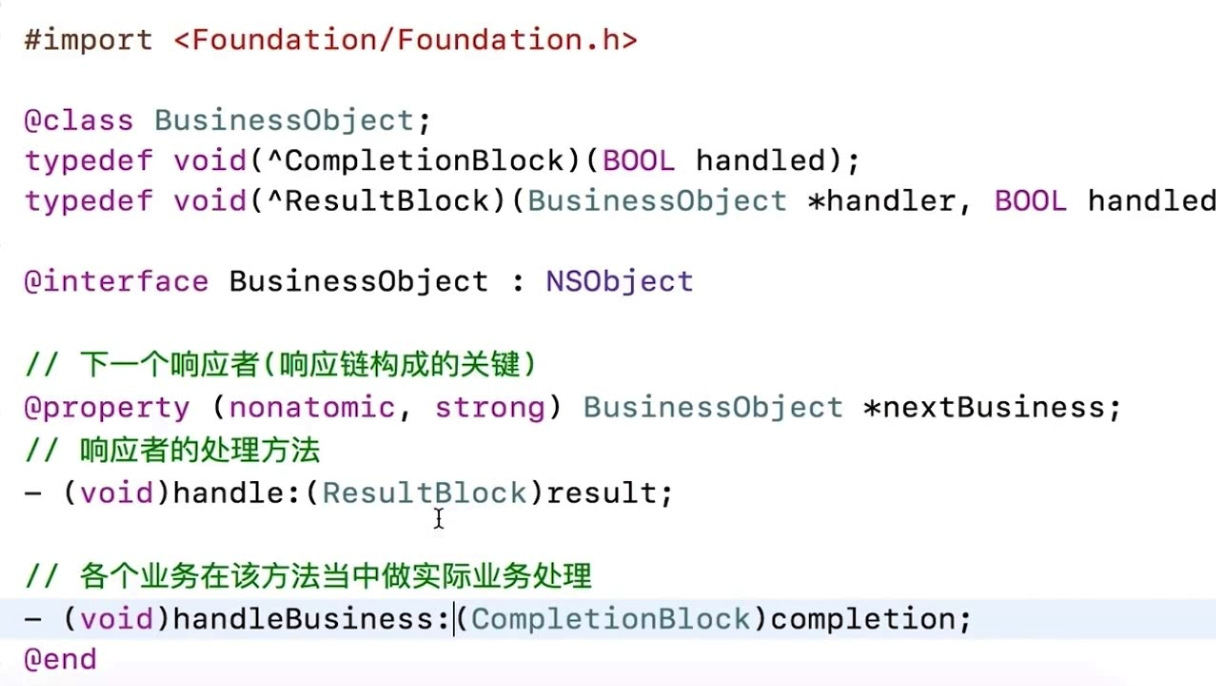 #import <Foundation/Foundation.h>
@class BusinessObject;
typedef void(^CompletionBlock)(BOOL handled);
typedef void(^ResultBlock)(BusinessObject *handler, BOOL handled
@interface BusinessObject : NSObject
// 下一个响应者(响应链构成的关键)
@property (nonatomic, strong) BusinessObject *nextBusiness;
// 响应者的处理方法
- (void)handle:(ResultBlock)result;
// 各个业务在该方法当中做实际业务处理
- (void)handleBusiness:(CompletionBlock)completion;
@end